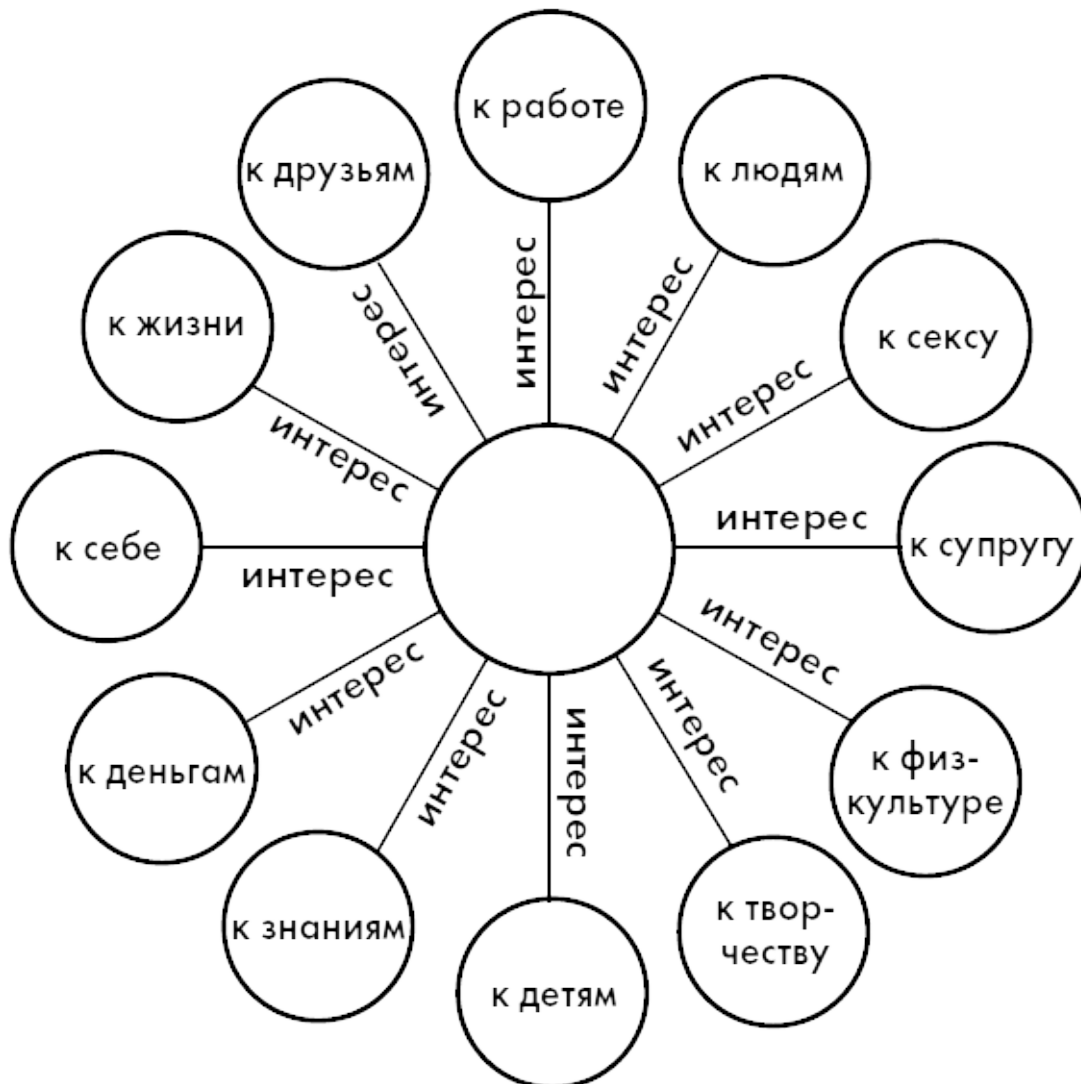 к работе
интерес
к людям
интерес
к сексу
интерес
к супругу
интерес
к физ-
культуре
интерес
к твор-
честву
интерес
к детям
интерес
к знаниям
интерес
к деньгам
интерес
к себе
интерес
к жизни
интерес
к друзьям
интерес